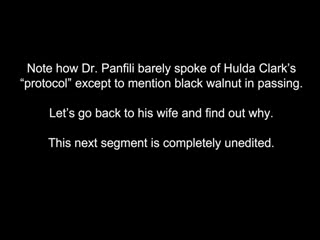 Note how Dr. Panfili barely spoke of Hulda Clark’s
“protocol” except to mention black walnut in passing.
Let’s go back to his wife and find out why.
This next segment is completely unedited.